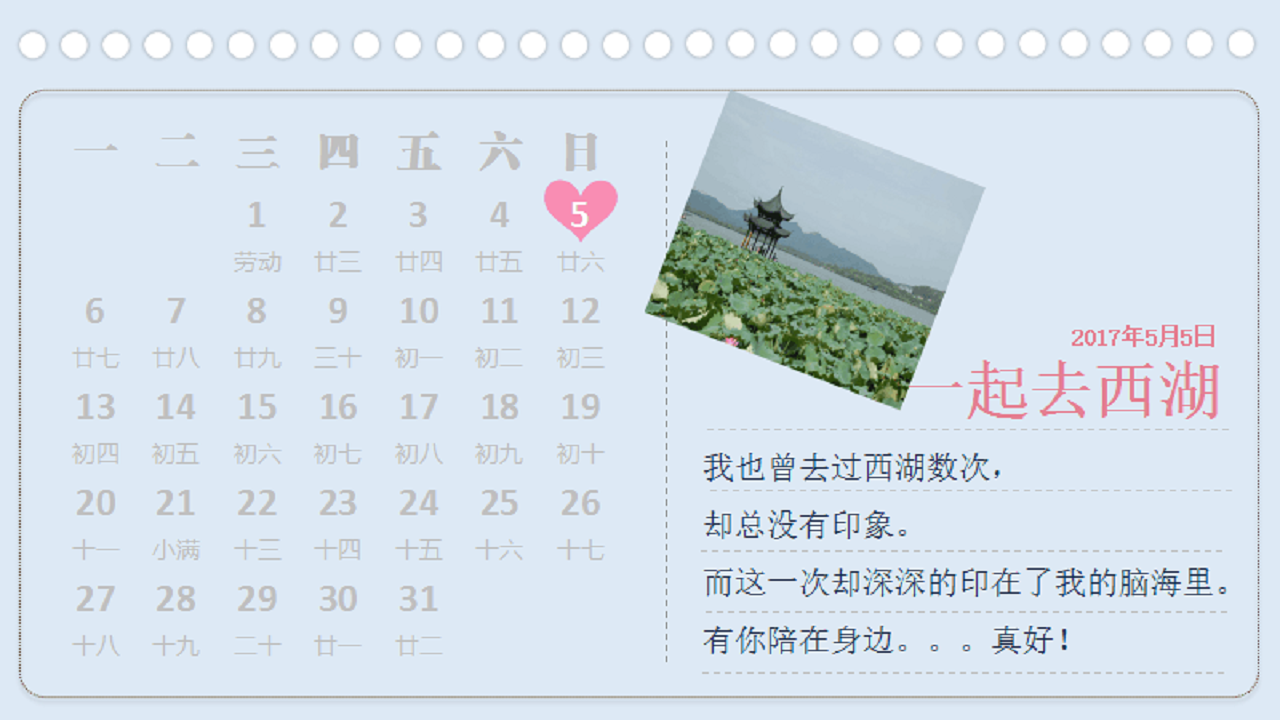 一 二 三 四 五 六 日
1 2 3 4 5
劳动 廿三 廿四 廿五 廿六
6 7 8 9 10 11 12
廿七 廿八 廿九 三十 初一 初二 初三
13 14 15 16 17 18 19
初四 初五 初六 初七 初八 初九 初十
20 21 22 23 24 25 26
十一 小满 十三 十四 十五 十六 十七
27 28 29 30 31
十八 十九 二十 廿一 廿二
2017年5月5日
一起去西湖
我也曾去过西湖数次，
却总没有印象。
而这一次却深深的印在了我的脑海里。
有你陪在身边。。。真好！